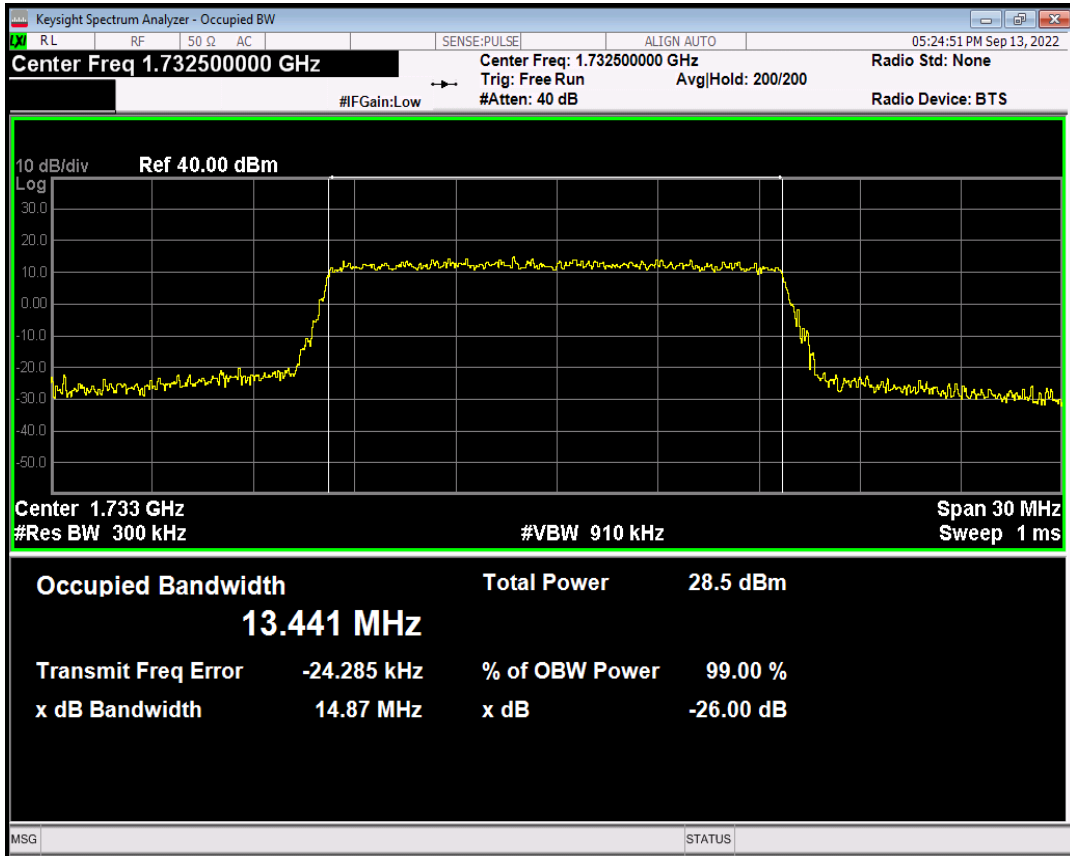 Keysight Spectrum Analyzer - Occupied BW
LXI RL RF 50 Ω AC SENSE:PULSE ALIGN AUTO 05:24:51 PM Sep 13, 2022
Center Freq 1.732500000 GHz Center Freq: 1.732500000 GHz Radio Std: None
Trig: Free Run Avg|Hold: 200/200
#IFGain:Low #Atten: 40 dB Radio Device: BTS
10 dB/div Ref 40.00 dBm
Log
30.0
20.0
10.0
0.00
-10.0
-20.0
-30.0
-40.0
-50.0
Center 1.733 GHz Span 30 MHz
#Res BW 300 kHz #VBW 910 kHz Sweep 1 ms
Occupied Bandwidth Total Power 28.5 dBm
13.441 MHz
Transmit Freq Error -24.285 kHz % of OBW Power 99.00 %
x dB Bandwidth 14.87 MHz x dB -26.00 dB
MSG STATUS